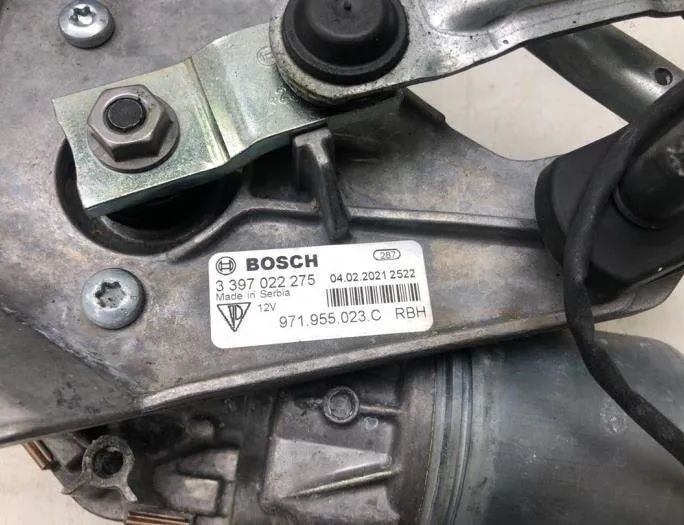 BOSCH 287
3 397 022 275 04.02.2021 2522
Made in Serbia
12V
971.955.023.C RBH